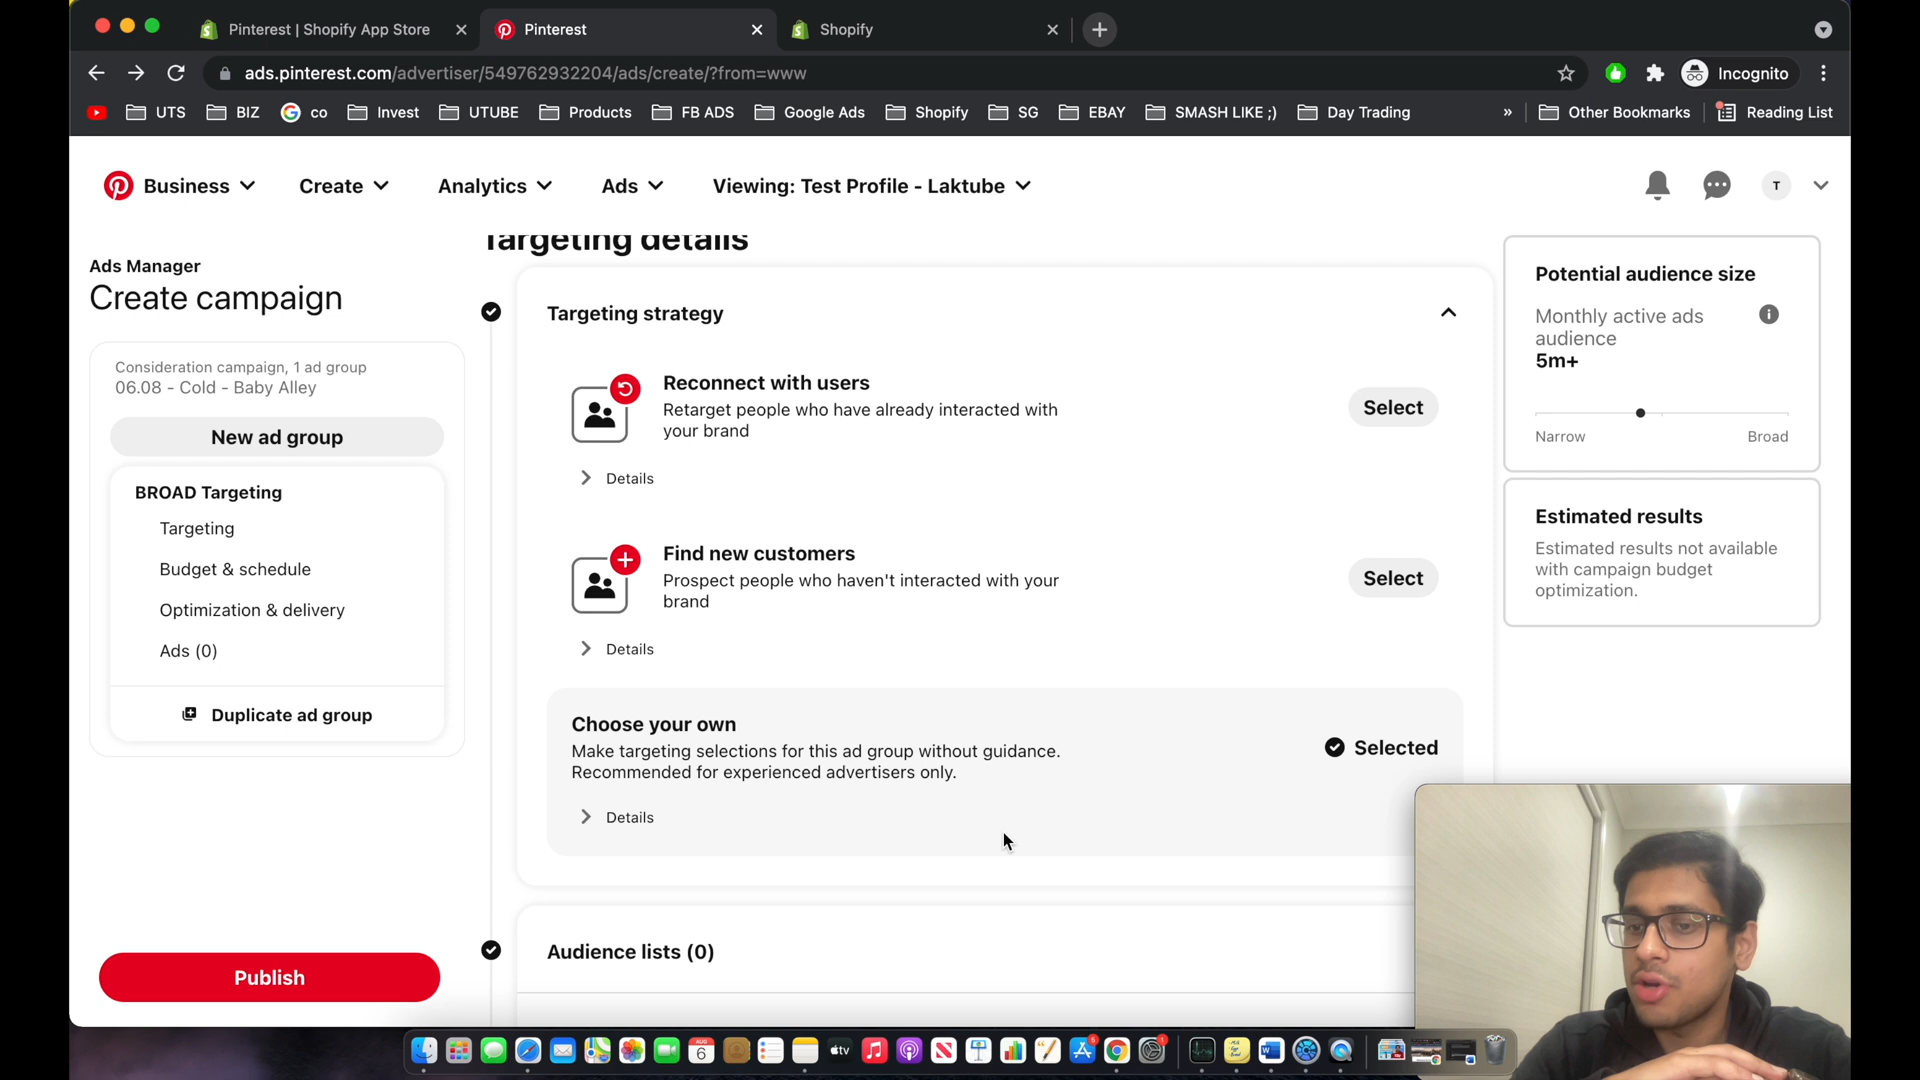 Pinterest | Shopify App Store
Pinterest
Shopify
ads.pinterest.com/advertiser/549762932204/ads/create/?from=www
Incognito
UTS
BIZ
co
Invest
UTUBE
Products
FB ADS
Google Ads
Shopify
SG
EBAY
SMASH LIKE ;)
Day Trading
»
Other Bookmarks
Reading List
Business
Create
Analytics
Ads
Viewing: Test Profile - Laktube
T
Ads Manager
Create campaign
Consideration campaign, 1 ad group
06.08 - Cold - Baby Alley
New ad group
BROAD Targeting
Targeting
Budget & schedule
Optimization & delivery
Ads (0)
Duplicate ad group
Publish
Targeting details
Targeting strategy
Reconnect with users
Retarget people who have already interacted with
your brand
Select
Details
Find new customers
Prospect people who haven't interacted with your
brand
Select
Details
Choose your own
Make targeting selections for this ad group without guidance.
Recommended for experienced advertisers only.
Selected
Details
Audience lists (0)
Potential audience size
Monthly active ads
audience
5m+
Narrow
Broad
Estimated results
Estimated results not available
with campaign budget
optimization.
AUG
6
tv